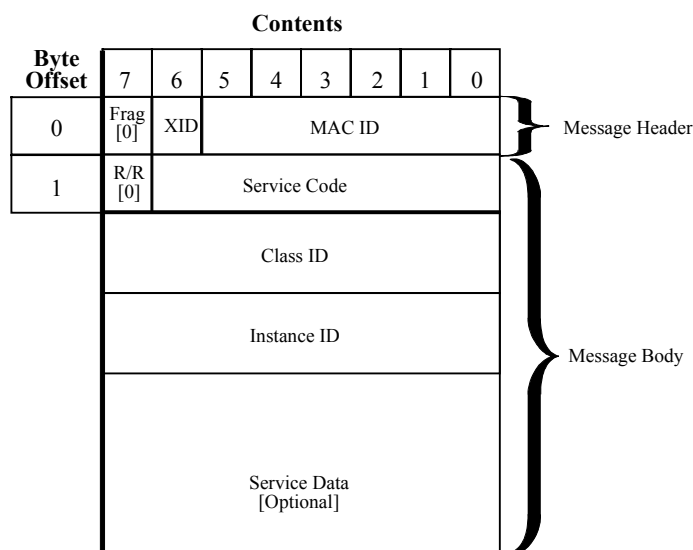 Contents
Byte
Offset
7 6 5 4 3 2 1 0
0
Frag
[0]
XID
MAC ID
Message Header
1
R/R
[0]
Service Code
Class ID
Instance ID
Message Body
Service Data
[Optional]